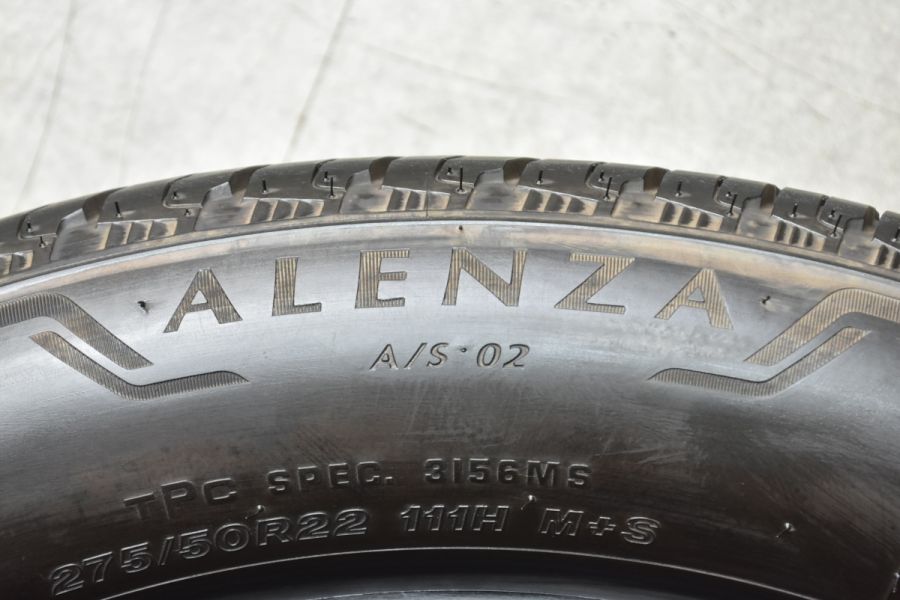 ALENZA
A/S 02
TPC SPEC. 3156MS
275/50R22 111H M+S